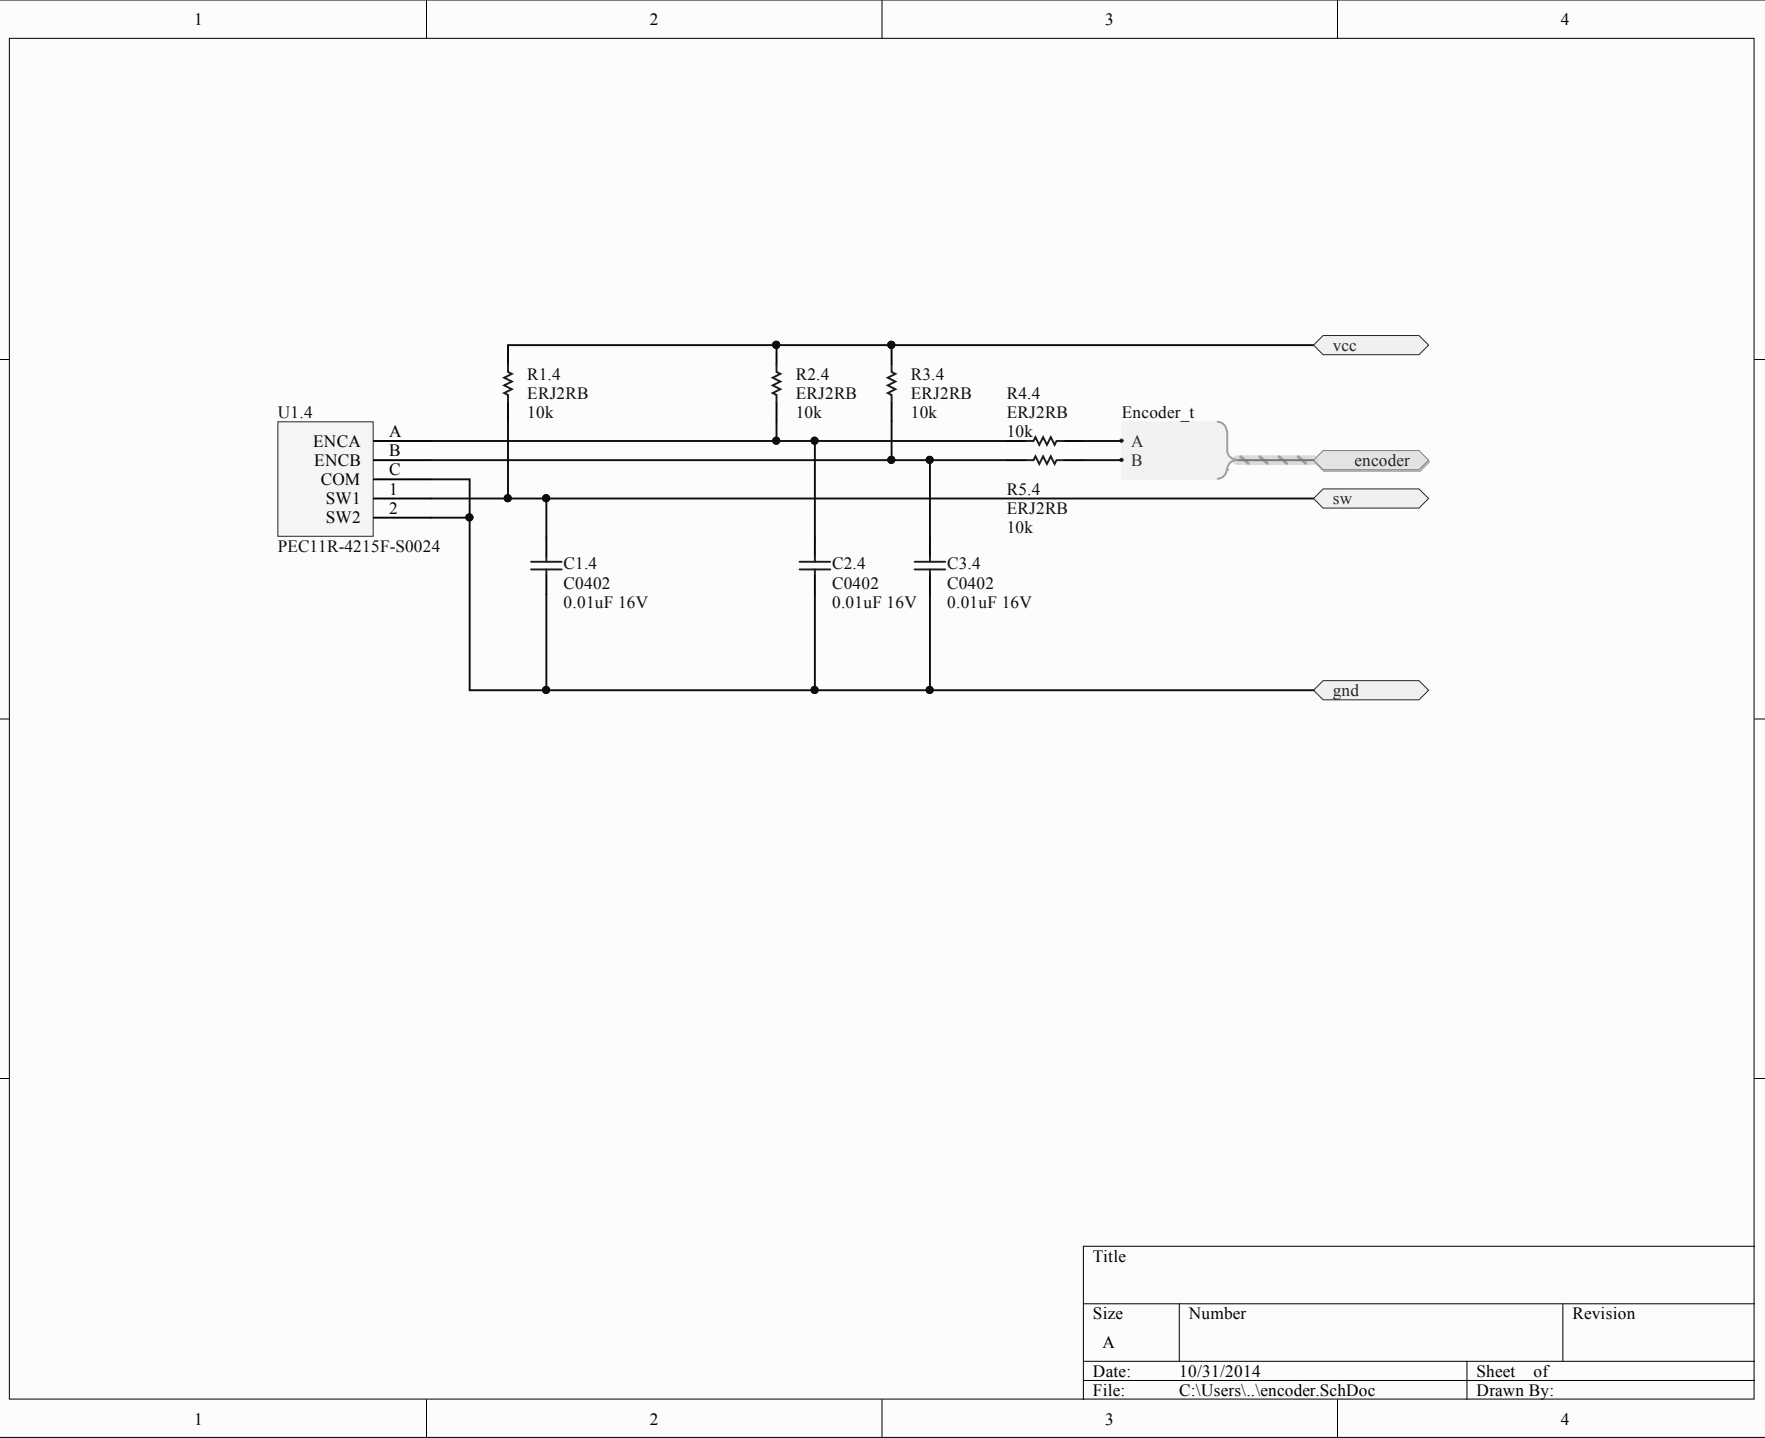 1 2 3 4
vcc
R1.4 R2.4 R3.4
ERJ2RB ERJ2RB ERJ2RB
10k 10k 10k
R4.4
ERJ2RB
10k
U1.4
Encoder_t
ENCA A A
ENCB B B encoder
COM C
SW1 1 sw
SW2 2
PEC11R-4215F-S0024
R5.4
ERJ2RB
10k
C1.4 C2.4 C3.4
C0402 C0402 C0402
0.01uF 16V 0.01uF 16V 0.01uF 16V
gnd
Title
Size Number Revision
A
Date: 10/31/2014 Sheet of
File: C:\Users\..\encoder.SchDoc Drawn By:
1 2 3 4